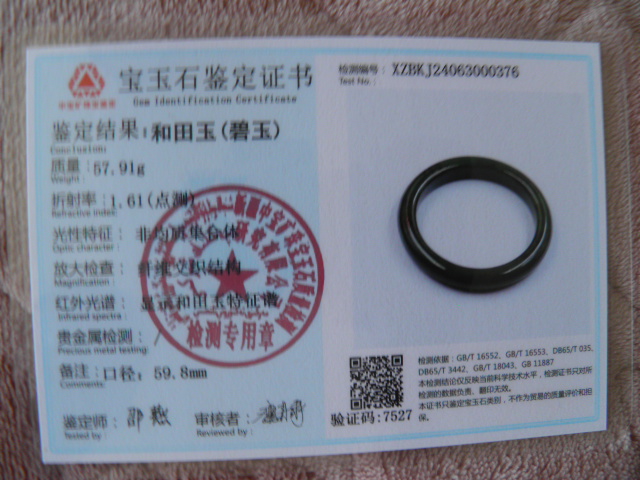 宝玉石鉴定证书
Gem Identification Certificate
鉴定结果:和田玉(碧玉)
Conclusion:
质量:57.91g
Weight:
折射率:1.61(点测)
Refractive index:
光性特征: 非均质集合体
Optic character:
放大检查: 纤维交织结构
Magnification:
红外光谱: 显示和田玉特征谱
Infrared spectra:
贵金属检测: /
Precious metal testing:
备注:口径:59.8mm
Comments:
鉴定师:
Tested by:
审核者:
Reviewed by:
检测专用章
检测编号: XZBKJ24063000376
Test No.:
检测依据: GB/T 16552, GB/T 16553, DB65/T 035,
DB65/T 3442, GB/T 18043, GB 11887
本检测结论仅反映当前科学技术水平,检测证书只对所
检测的数据负责、翻印无效。
本证书只鉴定宝玉石类别,不作为贸易的质量评价和担
保。
验证码:7527